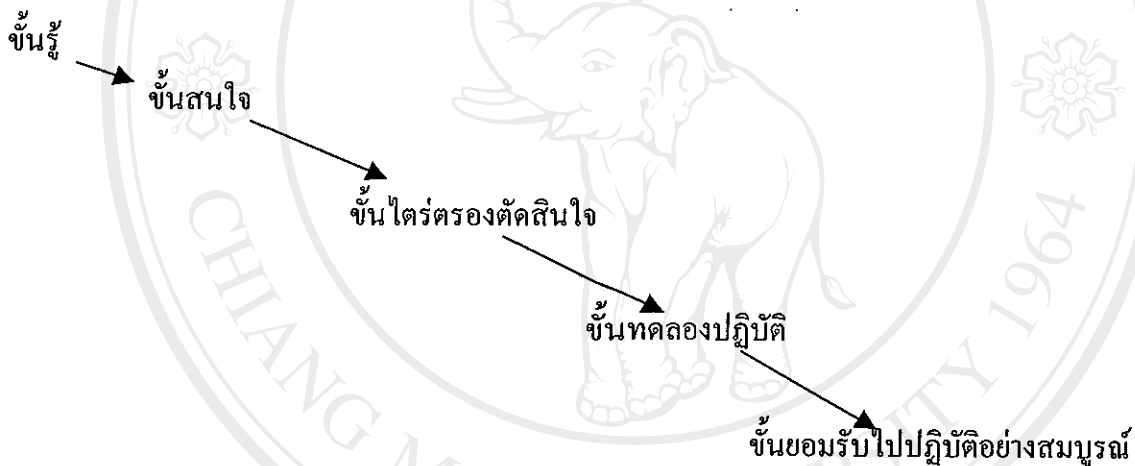 ขั้นรู้
ขั้นสนใจ
ขั้นไตร่ตรองตัดสินใจ
ขั้นทดลองปฏิบัติ
ขั้นยอมรับไปปฏิบัติอย่างสมบูรณ์
CHIANG M ITY 1964